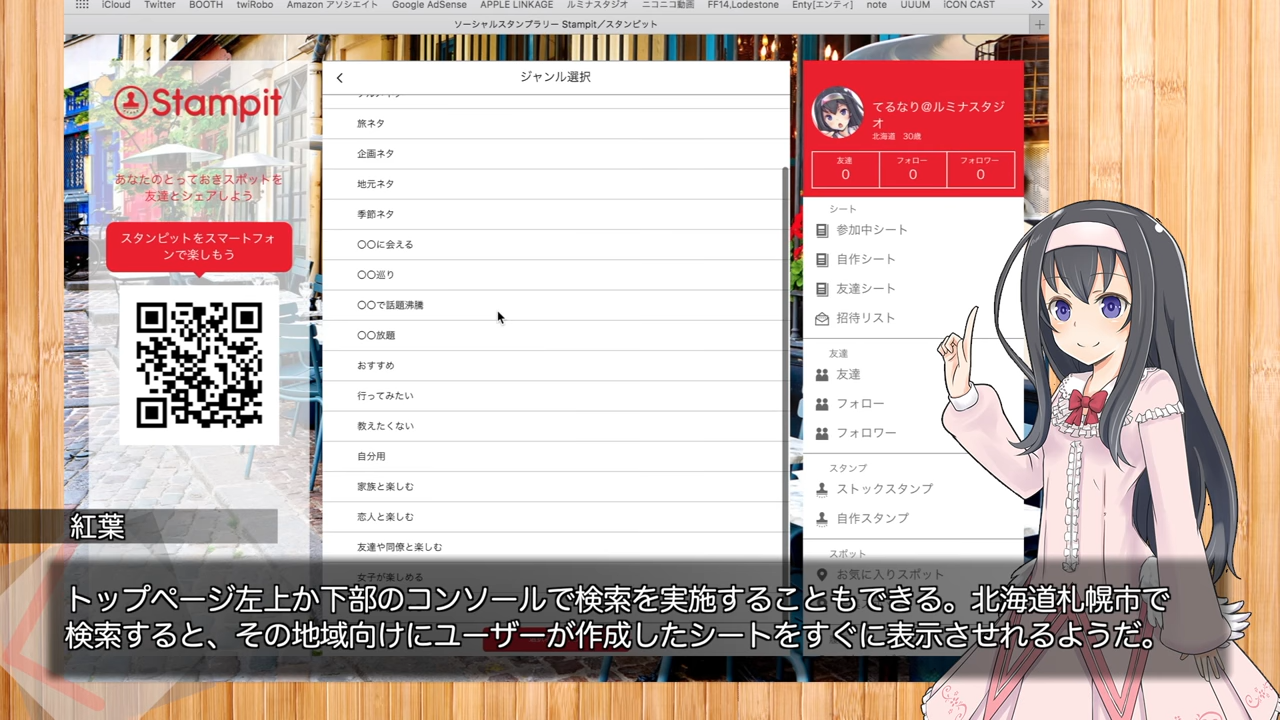 iCloud Twitter BOOTH twiRobo Amazon アソシエイト Google AdSense APPLE LINKAGE ルミナスタジオ ニコニコ動画 FF14,Lodestone Enty[エンティ] note UUUM iCON CAST
ソーシャルスタンプラリー Stampit／スタンピット
Stampit
あなたのとっておきスポットを
友達とシェアしよう
スタンピットをスマートフォ
ンで楽しもう
ジャンル選択
旅ネタ
企画ネタ
地元ネタ
季節ネタ
〇〇に会える
〇〇巡り
〇〇で話題沸騰
〇〇放題
おすすめ
行ってみたい
教えたくない
自分用
家族と楽しむ
恋人と楽しむ
友達や同僚と楽しむ
女子が楽しめる
てるなり@ルミナスタジ
オ
北海道 30歳
友達 フォロー フォロワー
0 0 0
シート
参加中シート
自作シート
友達シート
招待リスト
友達
友達
フォロー
フォロワー
スタンプ
ストックスタンプ
自作スタンプ
スポット
お気に入りスポット
紅葉
トップページ左上か下部のコンソールで検索を実施することもできる。北海道札幌市で
検索すると、その地域向けにユーザーが作成したシートをすぐに表示させれるようだ。